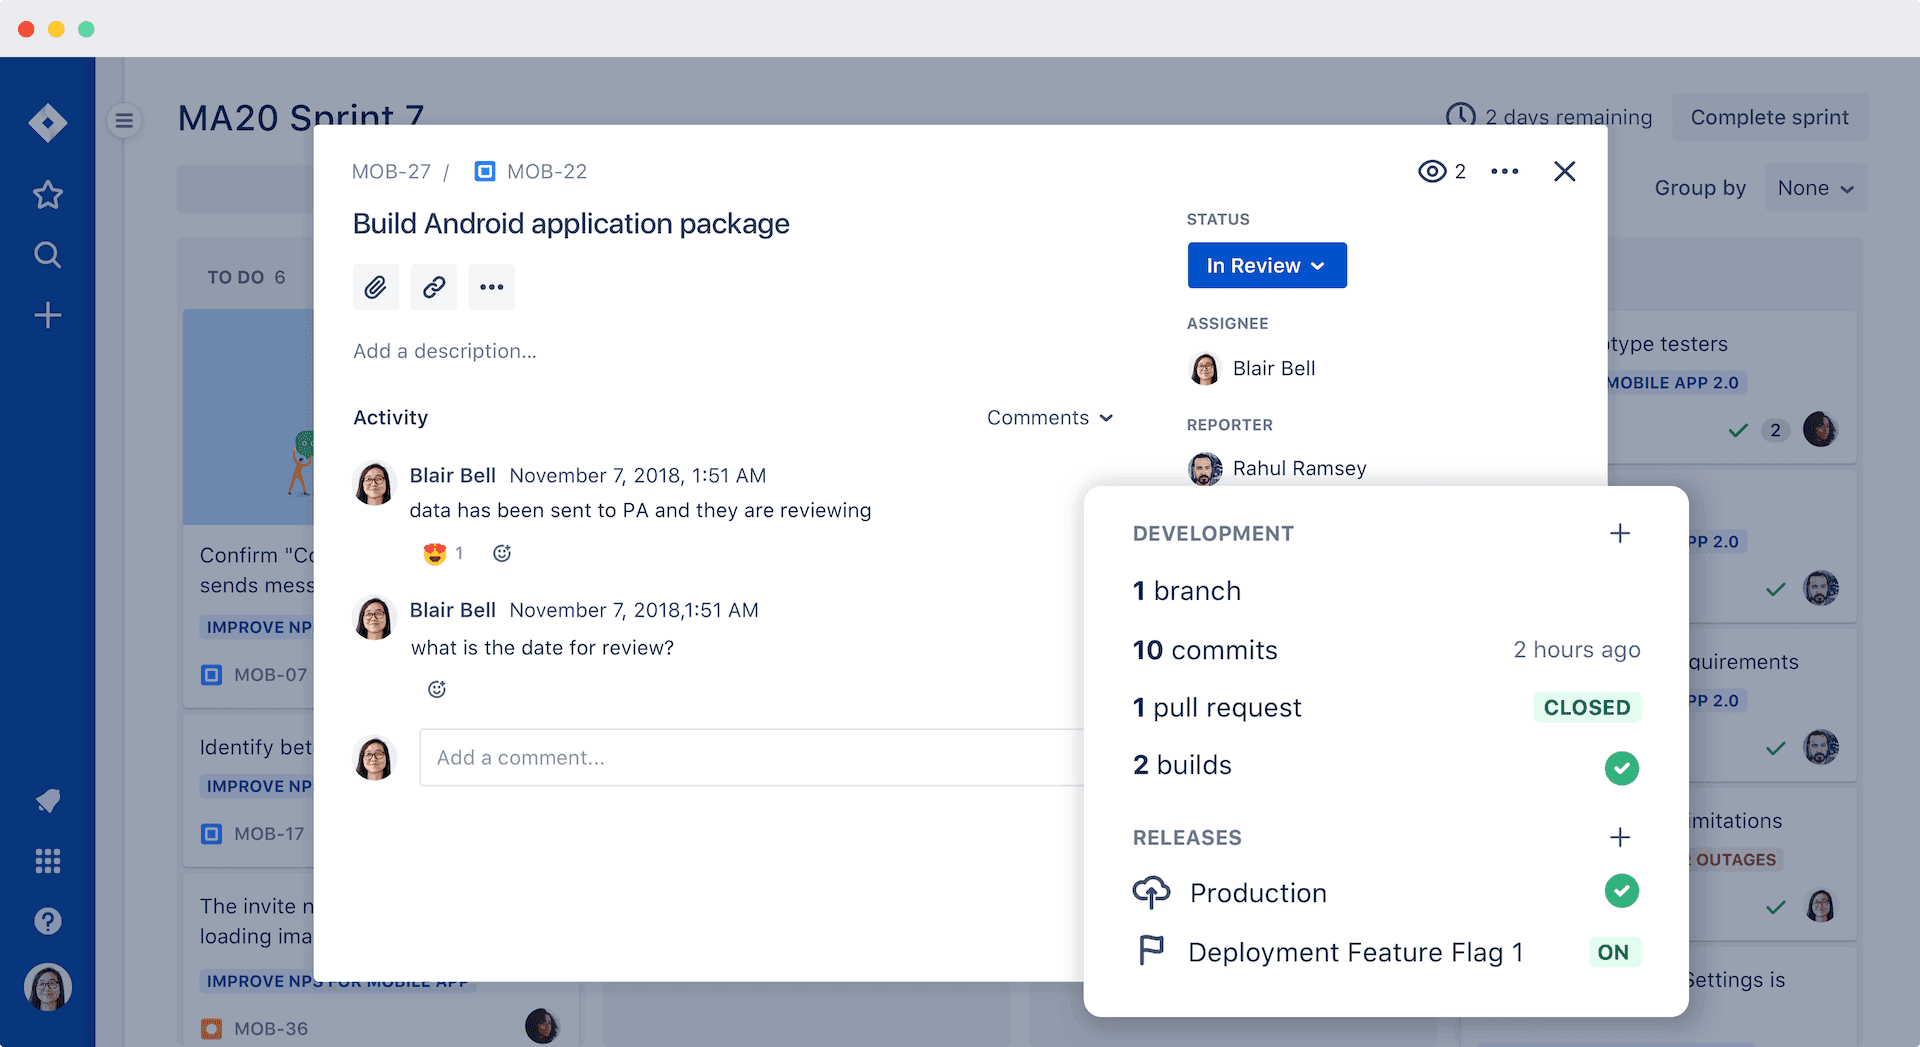 MA20 Sprint 7
2 days remaining
Complete sprint
Group by
None
TO DO 6
Confirm "Co
sends mess
IMPROVE NP
MOB-07
Identify bet
IMPROVE NP
MOB-17
The invite n
loading ima
IMPROVE NPS FOR MOBILE APP
MOB-36
MOB-27 / MOB-22
2
Build Android application package
Add a description...
Activity
Comments
Blair Bell November 7, 2018, 1:51 AM
data has been sent to PA and they are reviewing
1
Blair Bell November 7, 2018,1:51 AM
what is the date for review?
Add a comment...
STATUS
In Review
ASSIGNEE
Blair Bell
REPORTER
Rahul Ramsey
DEVELOPMENT
1 branch
10 commits 2 hours ago
1 pull request CLOSED
2 builds
RELEASES
Production
Deployment Feature Flag 1 ON
type testers
MOBILE APP 2.0
2
PP 2.0
quirements
PP 2.0
imitations
OUTAGES
Settings is